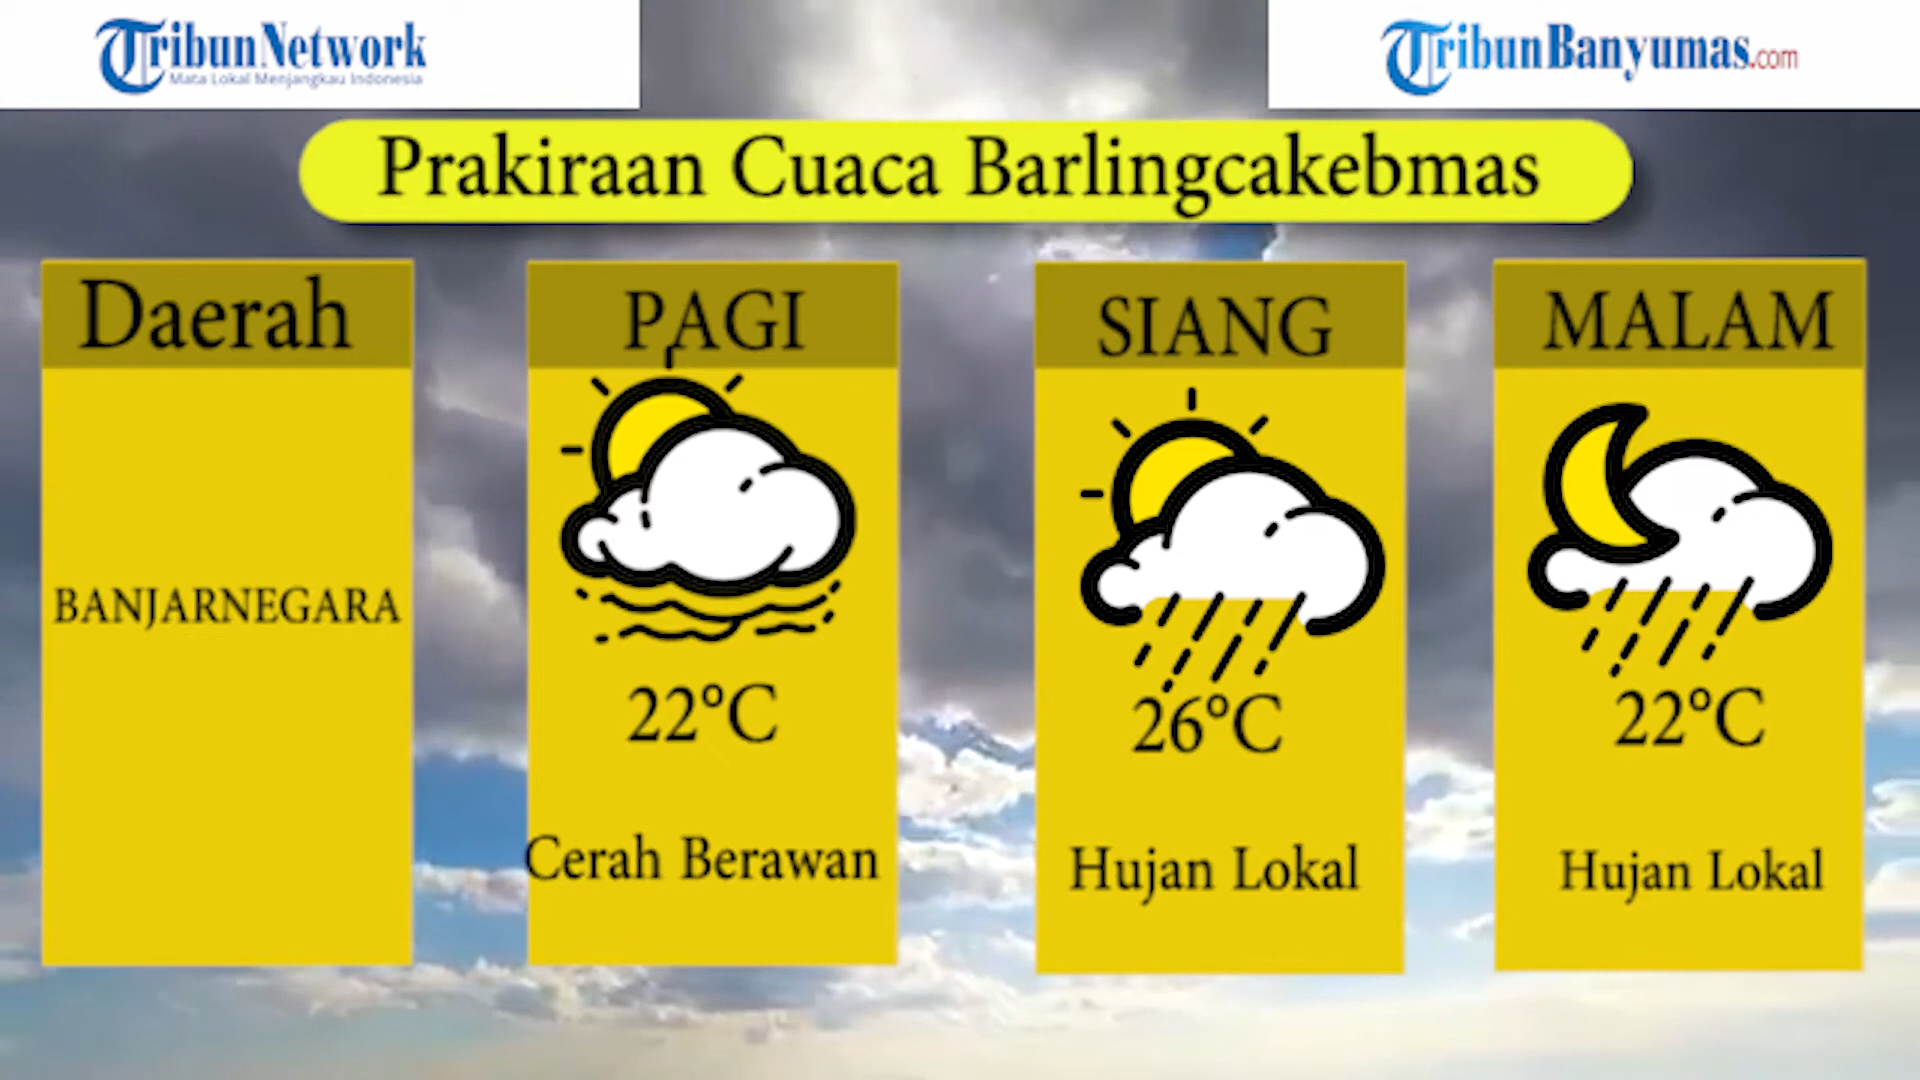 TribunNetwork
Mata Lokal Menjangkau Indonesia
TribunBanyumas.com
Prakiraan Cuaca Barlingcakebmas
Daerah
BANJARNEGARA
PAGI
22°C
Cerah Berawan
SIANG
26°C
Hujan Lokal
MALAM
22°C
Hujan Lokal